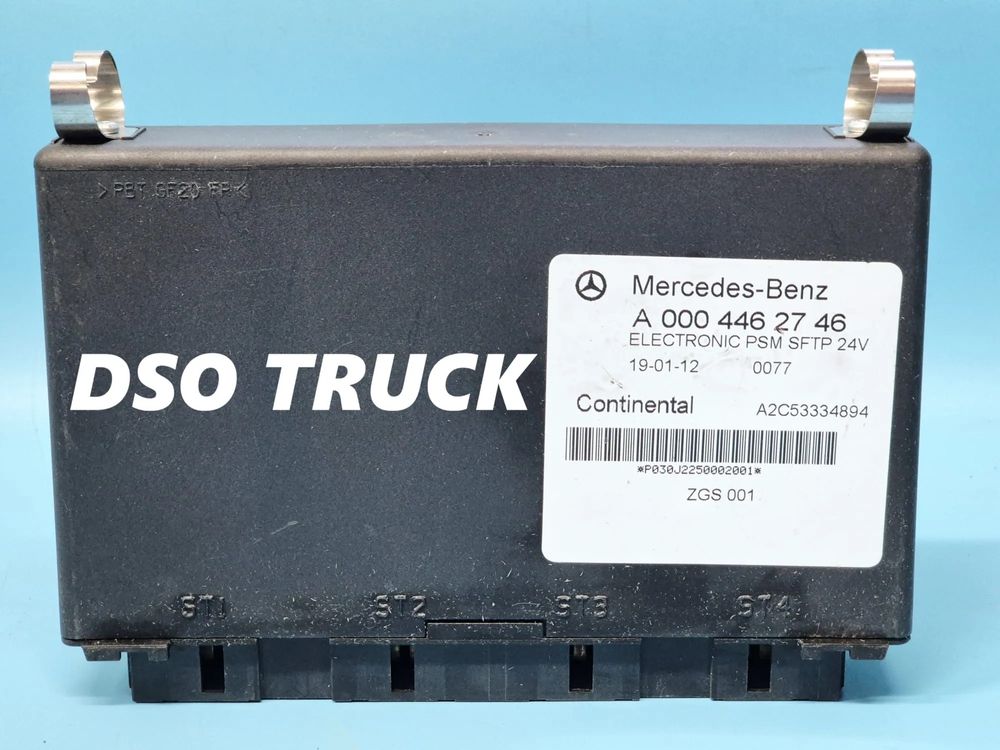 >PBT GF20 FR<
Mercedes-Benz
A 000 446 27 46
ELECTRONIC PSM SFTP 24V
19-01-12 0077
DSO TRUCK
Continental A2C53334894
*P030J2250002001*
ZGS 001
ST1 ST2 ST3 ST4